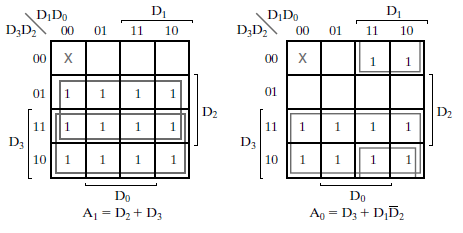 D₁ D₁
D₁D₀ D₁D₀
D₃D₂ 00 01 11 10 D₃D₂ 00 01 11 10
00 X 00 X 1 1
01 1 1 1 1 01
D₂ D₂
11 1 1 1 1 11 1 1 1 1
D₃ D₃
10 1 1 1 1 10 1 1 1 1
D₀ D₀
A₁ = D₂ + D₃ A₀ = D₃ + D₁D̅₂